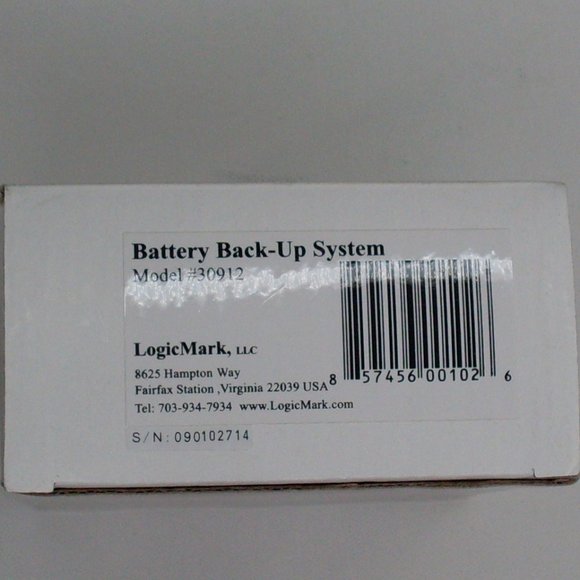 Battery Back-Up System
Model #30912
LogicMark, LLC
8625 Hampton Way
Fairfax Station ,Virginia 22039 USA
Tel: 703-934-7934 www.LogicMark.com
8 57456 00102 6
S/N: 090102714